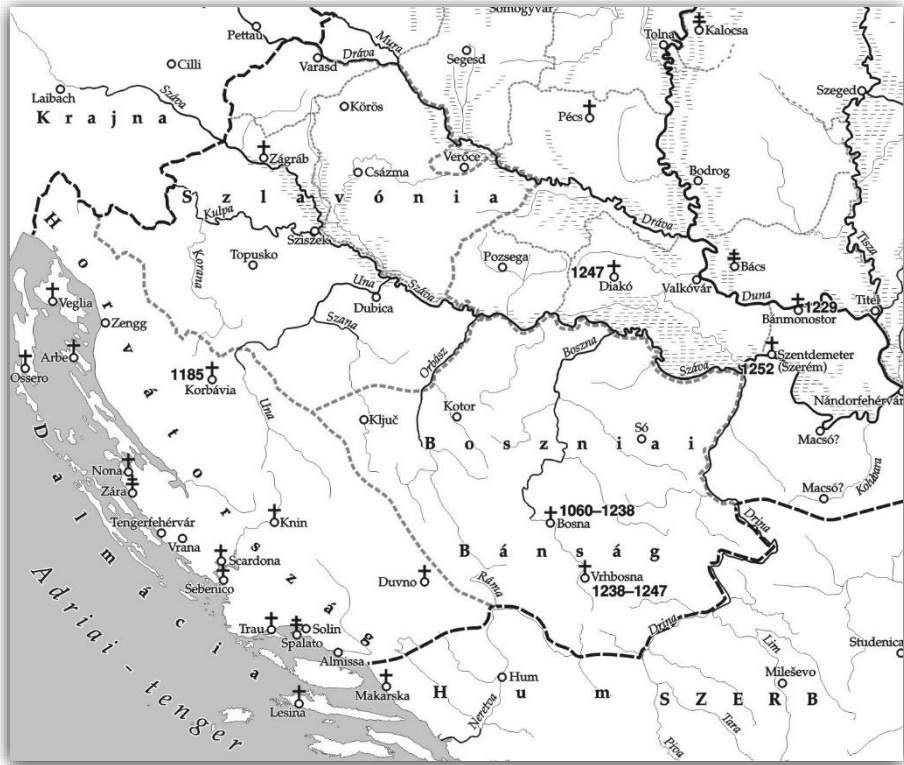 Somogyvár
Pettau
Mura
Tolna
Kalocsa
Varasd
Dráva
Segesd
Cilli
Laibach
Száva
Krajna
Körös
Szeged
Pécs
Zágráb
Verőce
Csázma
Bodrog
Szlavónia
Kulpa
Sziszek
Dráva
Tisza
Horvátország
Korana
Topusko
Pozsega
1247
Diakó
Bács
Valkóvár
Duna
1229
Titel
Bánmonostor
Veglia
Zengg
Una
Dubica
Száva
Szana
Arbe
Ossero
1185
Korbávia
Orbász
Boszna
Száva
1252
Szentdemeter
(Szerém)
Nándorfehérvár
Una
Ključ
Kotor
Só
Macsó?
Boszniai
Macsó?
Kolubara
Nona
Zára
Dalmácia
Knin
1060–1238
Bosna
Drina
Tengerfehérvár
Vrana
Scardona
Sebenico
Bánság
Duvno
Ráma
Vrhbosna
1238–1247
Adriai-tenger
Trau
Solin
Spalato
Almissa
Drina
Lim
Studenica
Mileševo
Makarska
Hum
Hum
SZERB
Lesina
Neretva
Tara
Piva